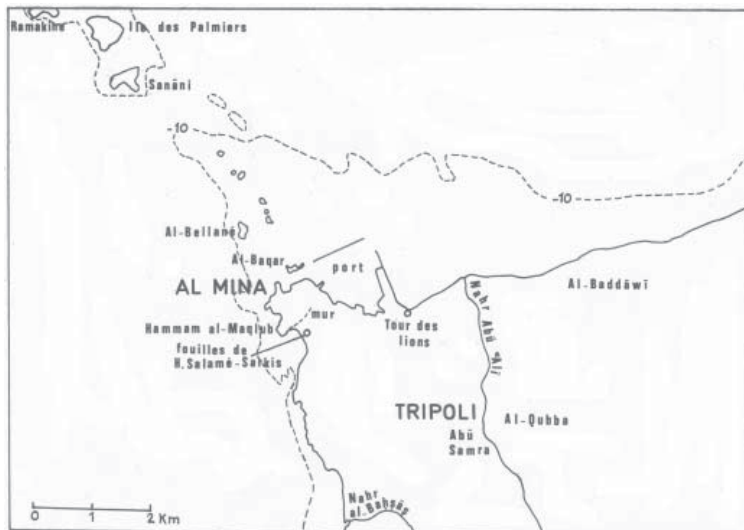 Ramakine
Ile des Palmiers
Sanāni
-10
-10
Al-Bellane
Al-Baqar
port
AL MINA
Al-Baddāwī
mur
Hammam al-Maqlub
Tour des
lions
Nahr Abū ʿAlī
fouilles de
H.Salamé-Sarkis
TRIPOLI
Al-Qubba
Abū
Samra
Nahr
al-Bahsās
0 1 2 Km